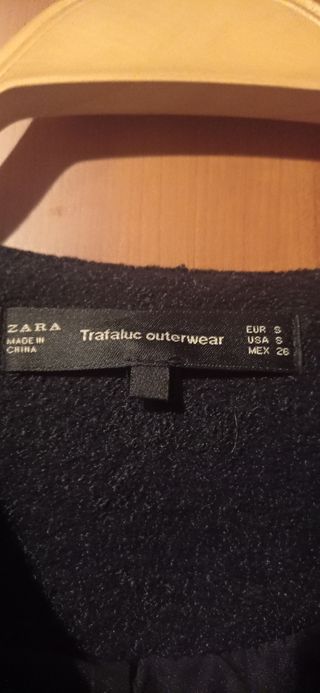 ZARA
MADE IN
CHINA
Trafaluc outerwear
EUR S
USA S
MEX 26